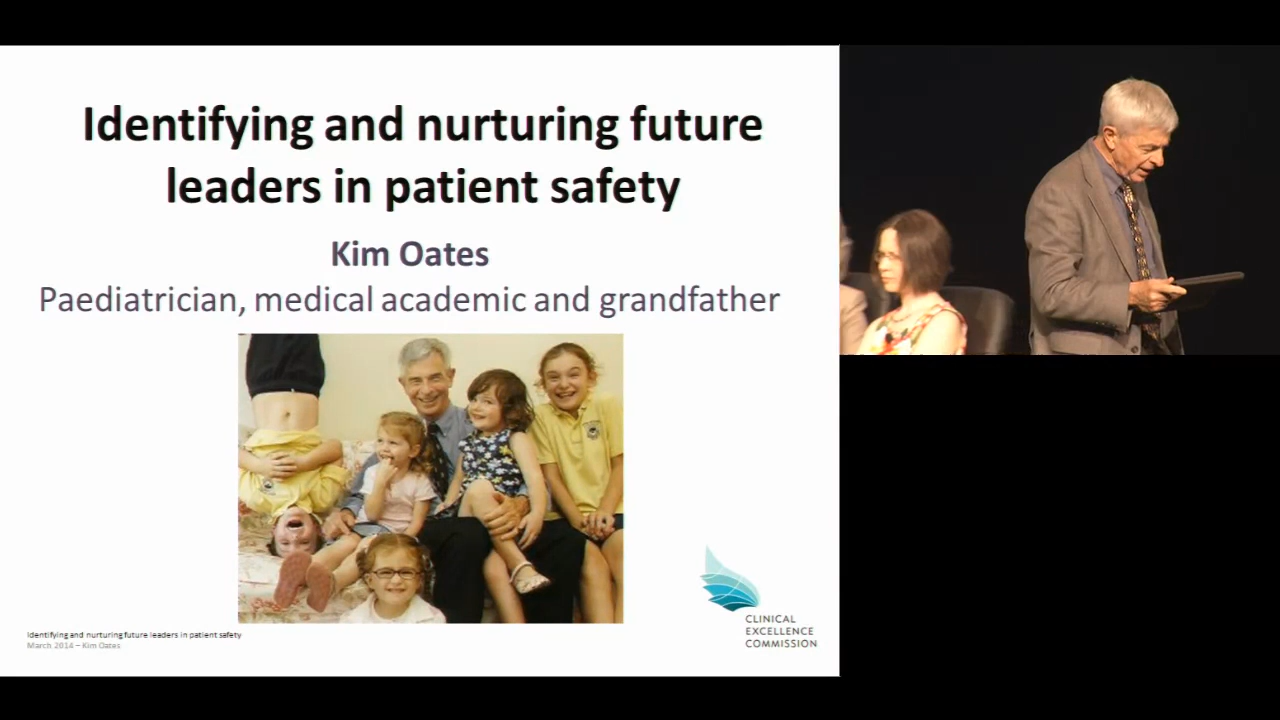 Identifying and nurturing future
leaders in patient safety
Kim Oates
Paediatrician, medical academic and grandfather
CLINICAL
EXCELLENCE
COMMISSION
Identifying and nurturing future leaders in patient safety
March 2014 – Kim Oates